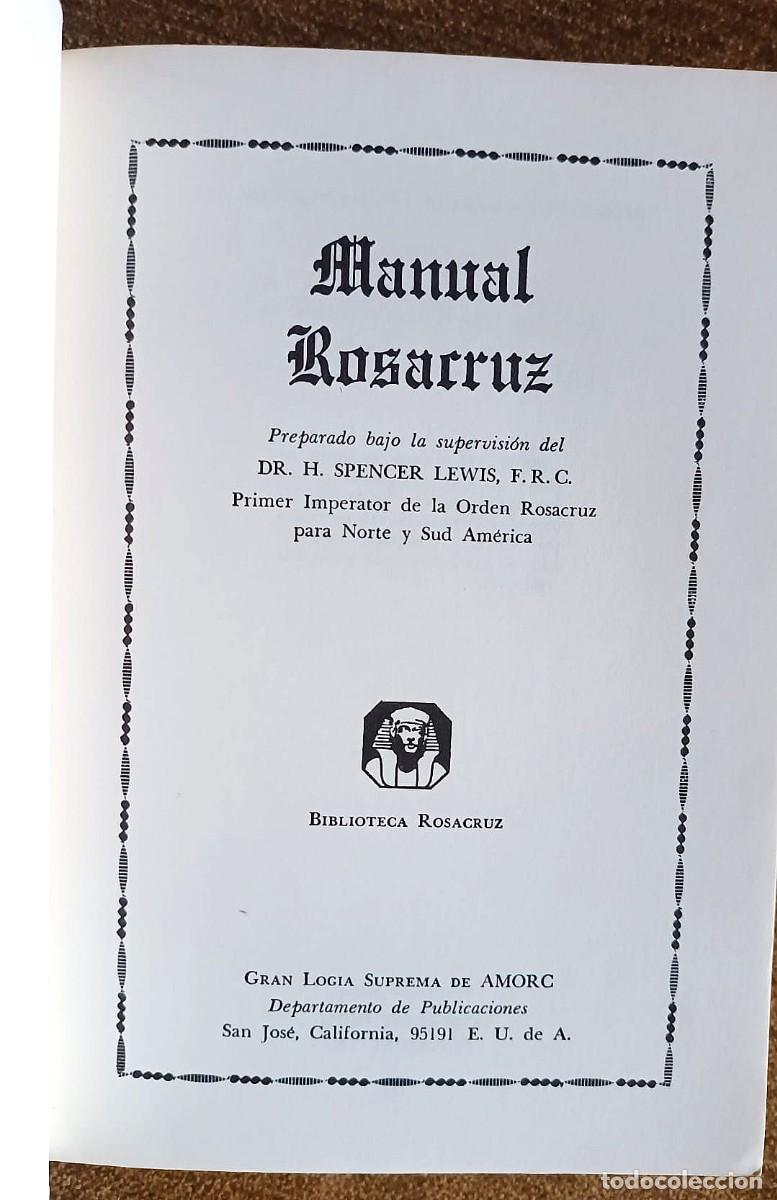 Manual
Rosacruz
Preparado bajo la supervisión del
DR. H. SPENCER LEWIS, F. R. C.
Primer Imperator de la Orden Rosacruz
para Norte y Sud América
BIBLIOTECA ROSACRUZ
GRAN LOGIA SUPREMA DE AMORC
Departamento de Publicaciones
San José, California, 95191 E. U. de A.
todocoleccion